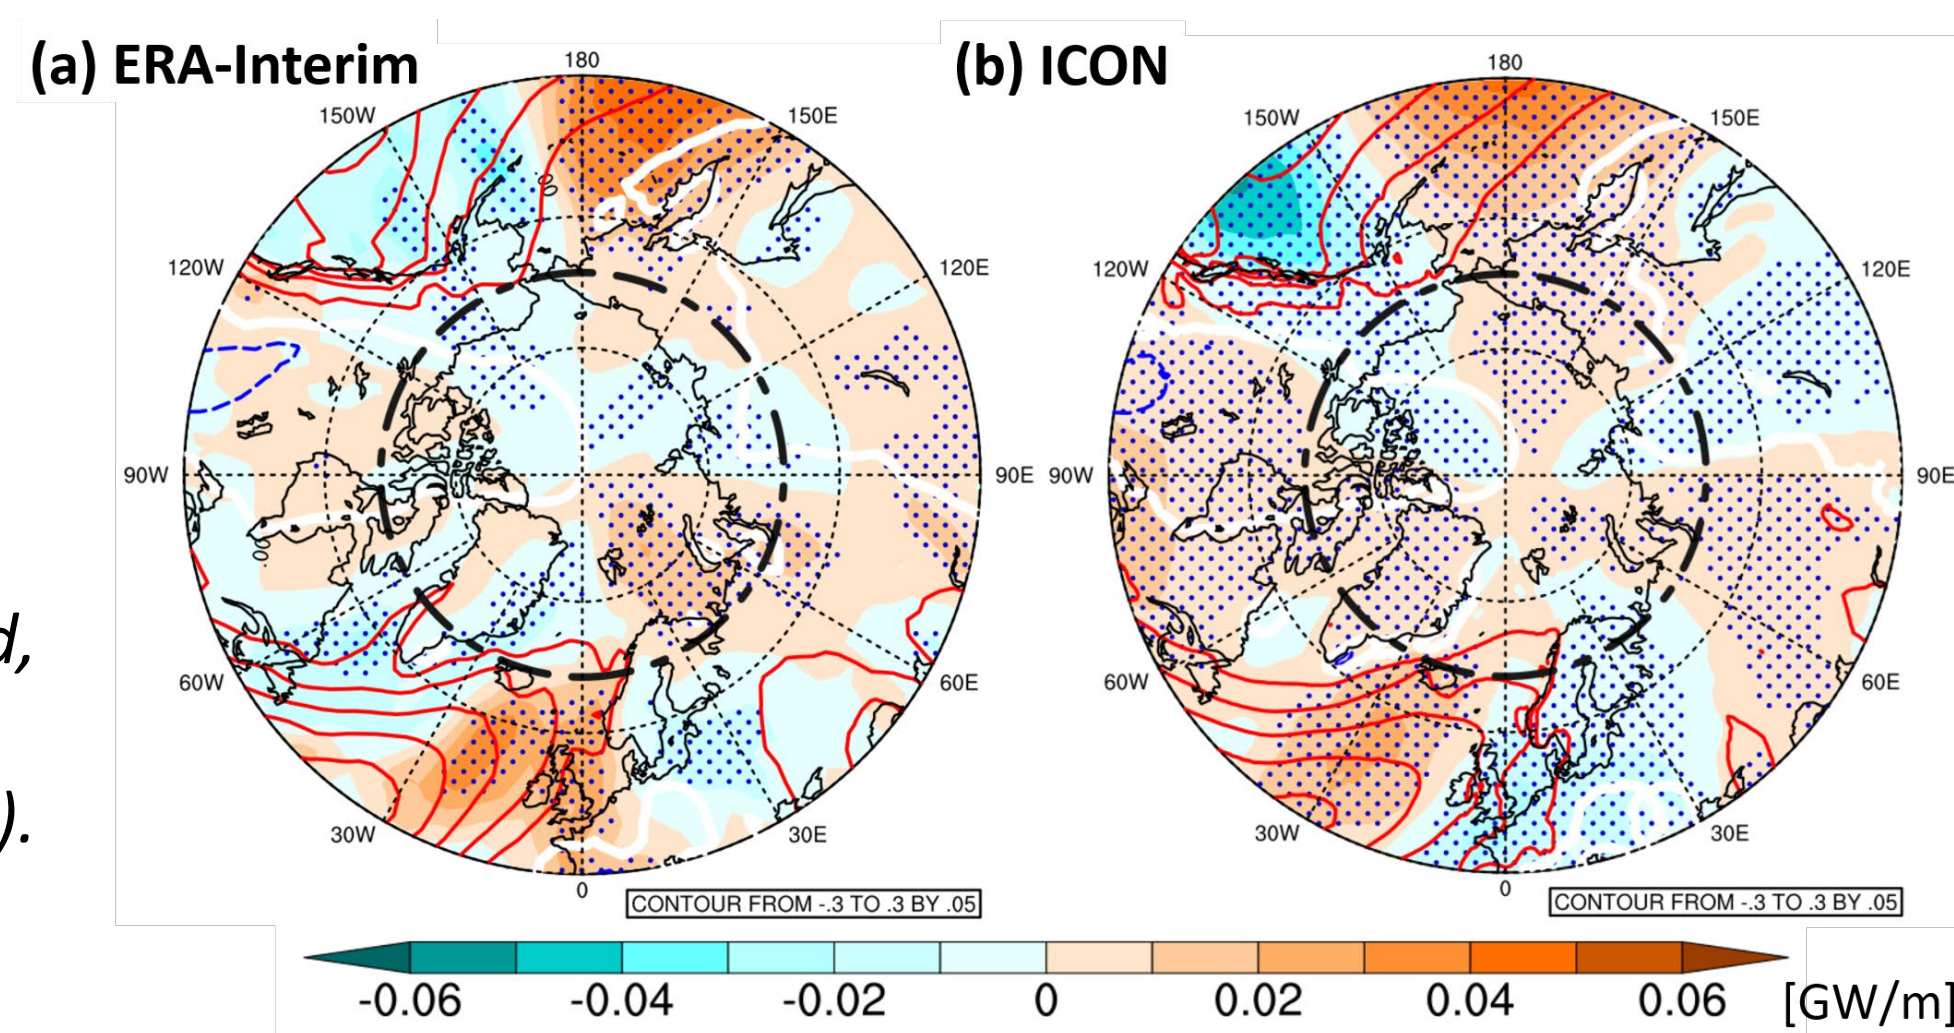 (a) ERA-Interim
180
150W
150E
120W
120E
90W
90E
60W
60E
30W
30E
0
CONTOUR FROM -.3 TO .3 BY .05
(b) ICON
180
150W
150E
120W
120E
90W
90E
60W
60E
30W
30E
0
CONTOUR FROM -.3 TO .3 BY .05
d,
).
-0.06 -0.04 -0.02 0 0.02 0.04 0.06 [GW/m]